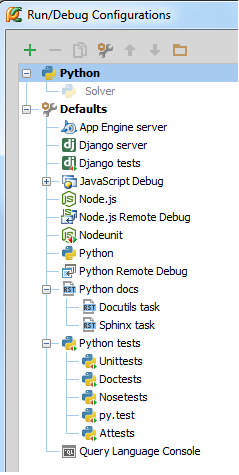 Run/Debug Configurations
Python
Solver
Defaults
App Engine server
Django server
Django tests
JavaScript Debug
Node.js
Node.js Remote Debug
Nodeunit
Python
Python Remote Debug
Python docs
Docutils task
Sphinx task
Python tests
Unittests
Doctests
Nosetests
py.test
Attests
Query Language Console